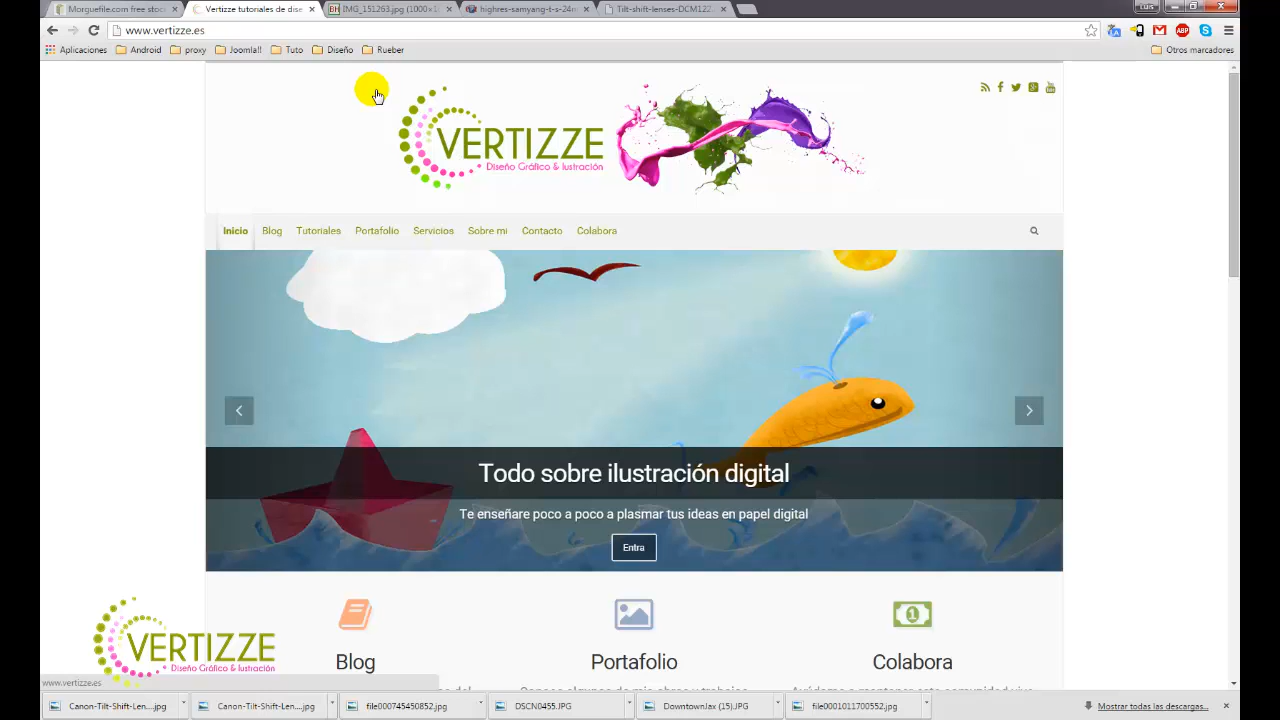 Morguefile.com free stoc
Vertizze tutoriales de dise
IMG_151263.jpg (1000×1
highres-samyang-t-s-24m
Tilt-shift-lenses-DCM122
Luis
www.vertizze.es
Aplicaciones
Android
proxy
Joomla!!
Tuto
Diseño
Rueber
Otros marcadores
VERTIZZE
Diseño Gráfico & Ilustración
Inicio
Blog
Tutoriales
Portafolio
Servicios
Sobre mi
Contacto
Colabora
Todo sobre ilustración digital
Te enseñare poco a poco a plasmar tus ideas en papel digital
Entra
Blog
Portafolio
Colabora
VERTIZZE
Diseño Gráfico & Ilustración
www.vertizze.es
Canon-Tilt-Shift-Len....jpg
Canon-Tilt-Shift-Len....jpg
file000745450852.jpg
DSCN0455.JPG
DowntownJax (15).JPG
file0001011700552.jpg
Mostrar todas las descargas...